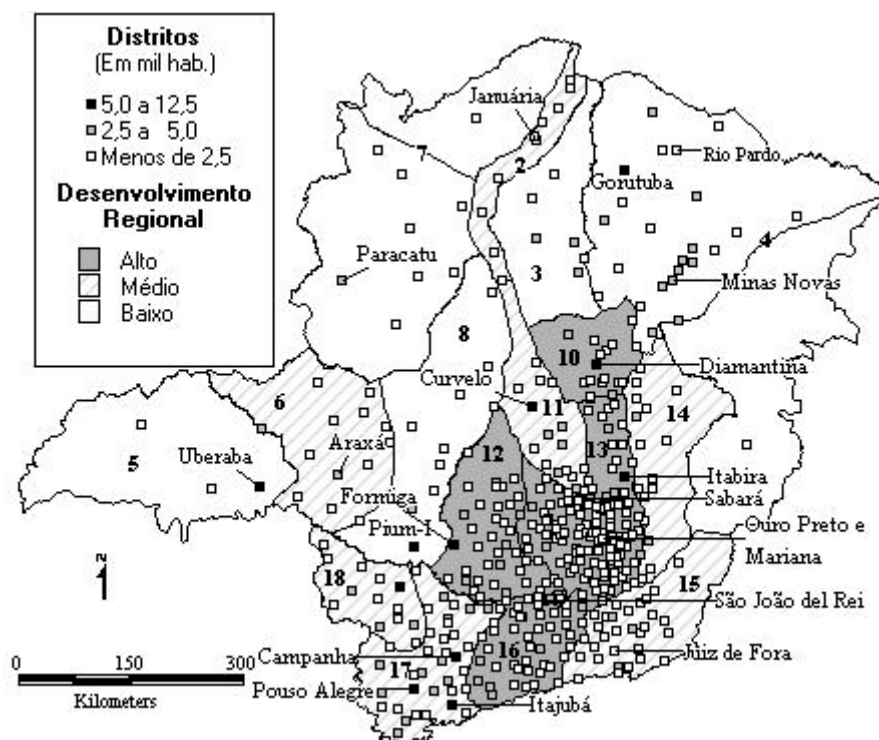 Distritos
(Em mil hab.)
5,0 a 12,5
2,5 a 5,0
Menos de 2,5
Desenvolvimento
Regional
Alto
Médio
Baixo
Januária
7
2
Rio Pardo
Gorutuba
4
Paracatu
3
Minas Novas
8
10
Diamantina
Curvelo
11
6
14
12
13
5
Araxá
Uberaba
Itabira
Sabará
Formiga
Pium-I
Ouro Preto e
Mariana
N
18
15
São João del Rei
0 150 300
Kilometers
Campanha
16
Juiz de Fora
17
Pouso Alegre
Itajubá